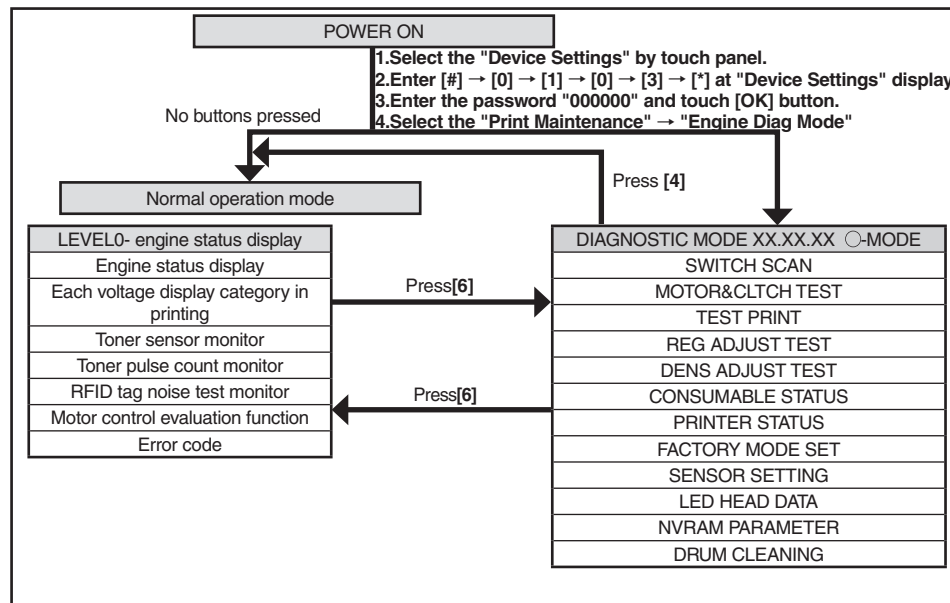 POWER ON
1.Select the "Device Settings" by touch panel.
2.Enter [#] → [0] → [1] → [0] → [3] → [*] at "Device Settings" display
3.Enter the password "000000" and touch [OK] button.
4.Select the "Print Maintenance" → "Engine Diag Mode"
No buttons pressed
Press [4]
Normal operation mode
LEVEL0- engine status display
Engine status display
Each voltage display category in
printing
Toner sensor monitor
Toner pulse count monitor
RFID tag noise test monitor
Motor control evaluation function
Error code
Press[6]
Press[6]
DIAGNOSTIC MODE XX.XX.XX ○-MODE
SWITCH SCAN
MOTOR&CLTCH TEST
TEST PRINT
REG ADJUST TEST
DENS ADJUST TEST
CONSUMABLE STATUS
PRINTER STATUS
FACTORY MODE SET
SENSOR SETTING
LED HEAD DATA
NVRAM PARAMETER
DRUM CLEANING